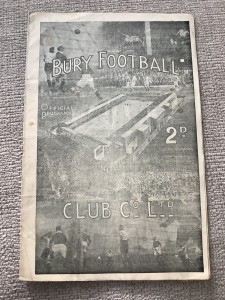 BURY FOOTBALL
OFFICIAL
PROGRAMME
2D
CLUB CO. LTD.